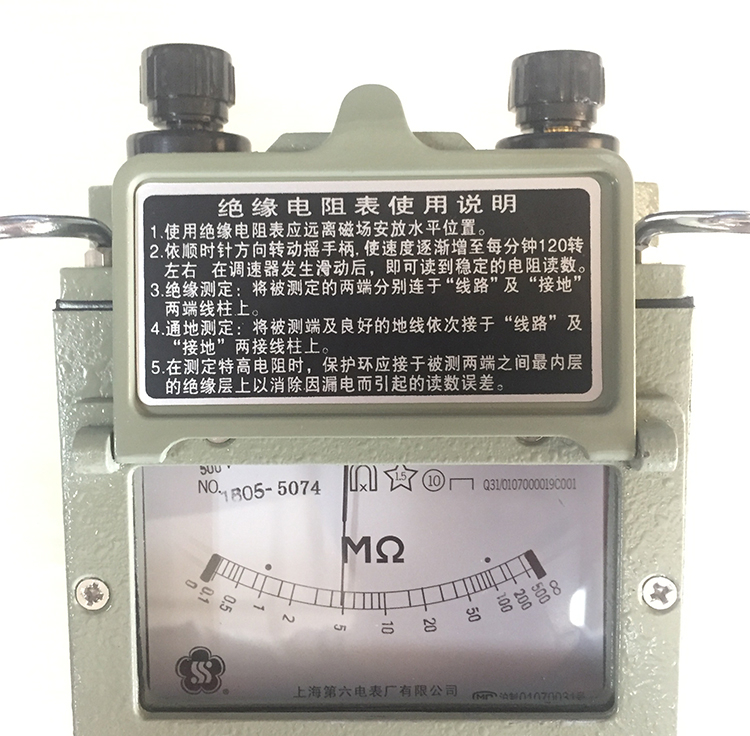 绝缘电阻表使用说明
1.使用绝缘电阻表应远离磁场安放水平位置。
2.依顺时针方向转动摇手柄,使速度逐渐增至每分钟120转
左右 在调速器发生滑动后,即可读到稳定的电阻读数。
3.绝缘测定:将被测定的两端分别连于“线路”及“接地”
两端线柱上。
4.通地测定:将被测端及良好的地线依次接于“线路”及
“接地”两接线柱上。
5.在测定特高电阻时,保护环应接于被测两端之间最内层
的绝缘层上以消除因漏电而引起的读数误差。
500
NO. 1805-5074
x 1.5 10 Q31/0107000019C001
MΩ
0 0.1 0.5 1 2 5 10 20 50 100 200 500 ∞
上海第六电表厂有限公司